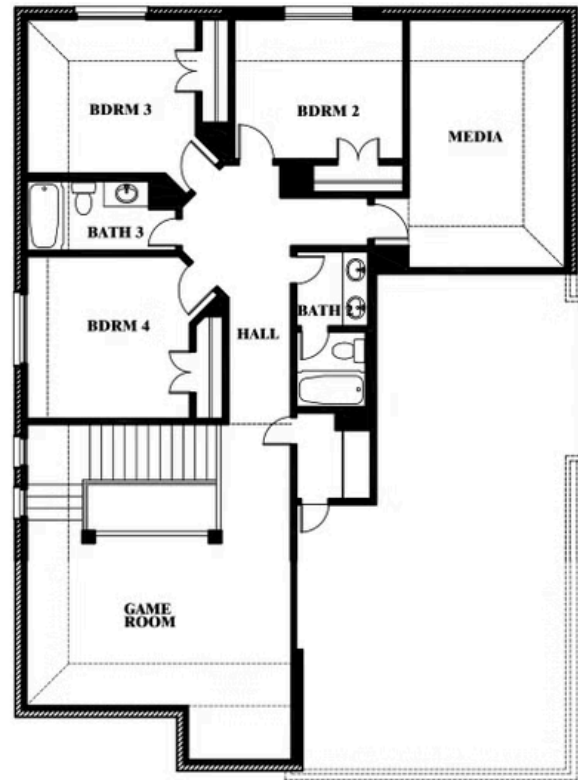 BDRM 3
BDRM 2
MEDIA
BATH 3
BDRM 4
HALL
BATH 2
GAME
ROOM